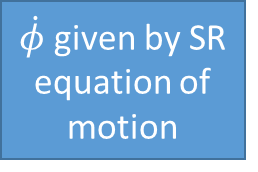 ϕ̇ given by SR
equation of
motion